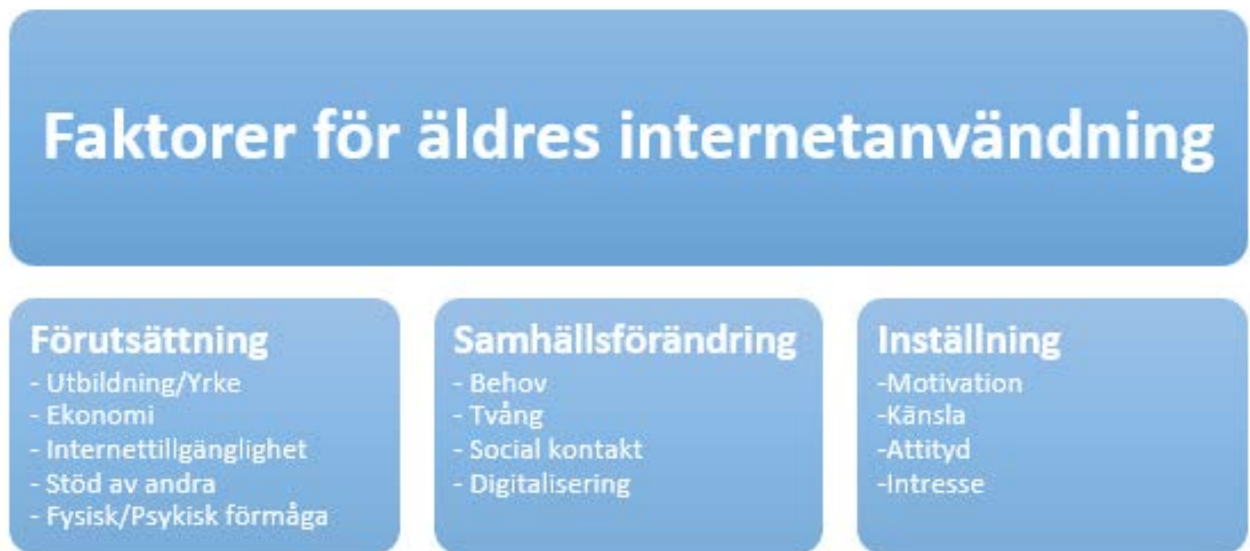 Faktorer för äldres internetanvändning
Förutsättning
- Utbildning/Yrke
- Ekonomi
- Internettillgänglighet
- Stöd av andra
- Fysisk/Psykisk förmåga
Samhällsförändring
- Behov
- Tvång
- Social kontakt
- Digitalisering
Inställning
-Motivation
-Känsla
-Attityd
-Intresse